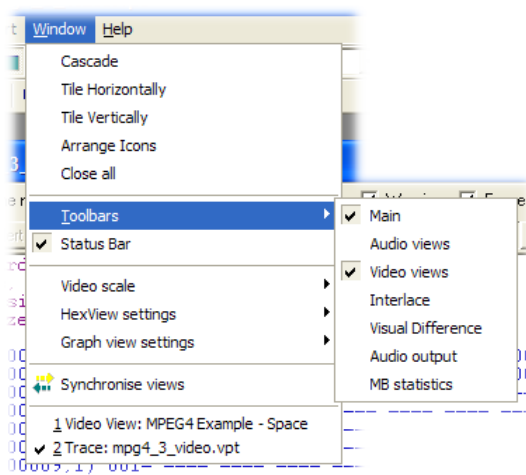 Window Help
Cascade
Tile Horizontally
Tile Vertically
Arrange Icons
Close all
Toolbars
Main
Status Bar
Audio views
Video views
Video scale
Interlace
HexView settings
Visual Difference
Graph view settings
Audio output
Synchronise views
MB statistics
1 Video View: MPEG4 Example - Space
2 Trace: mpg4_3_video.vpt